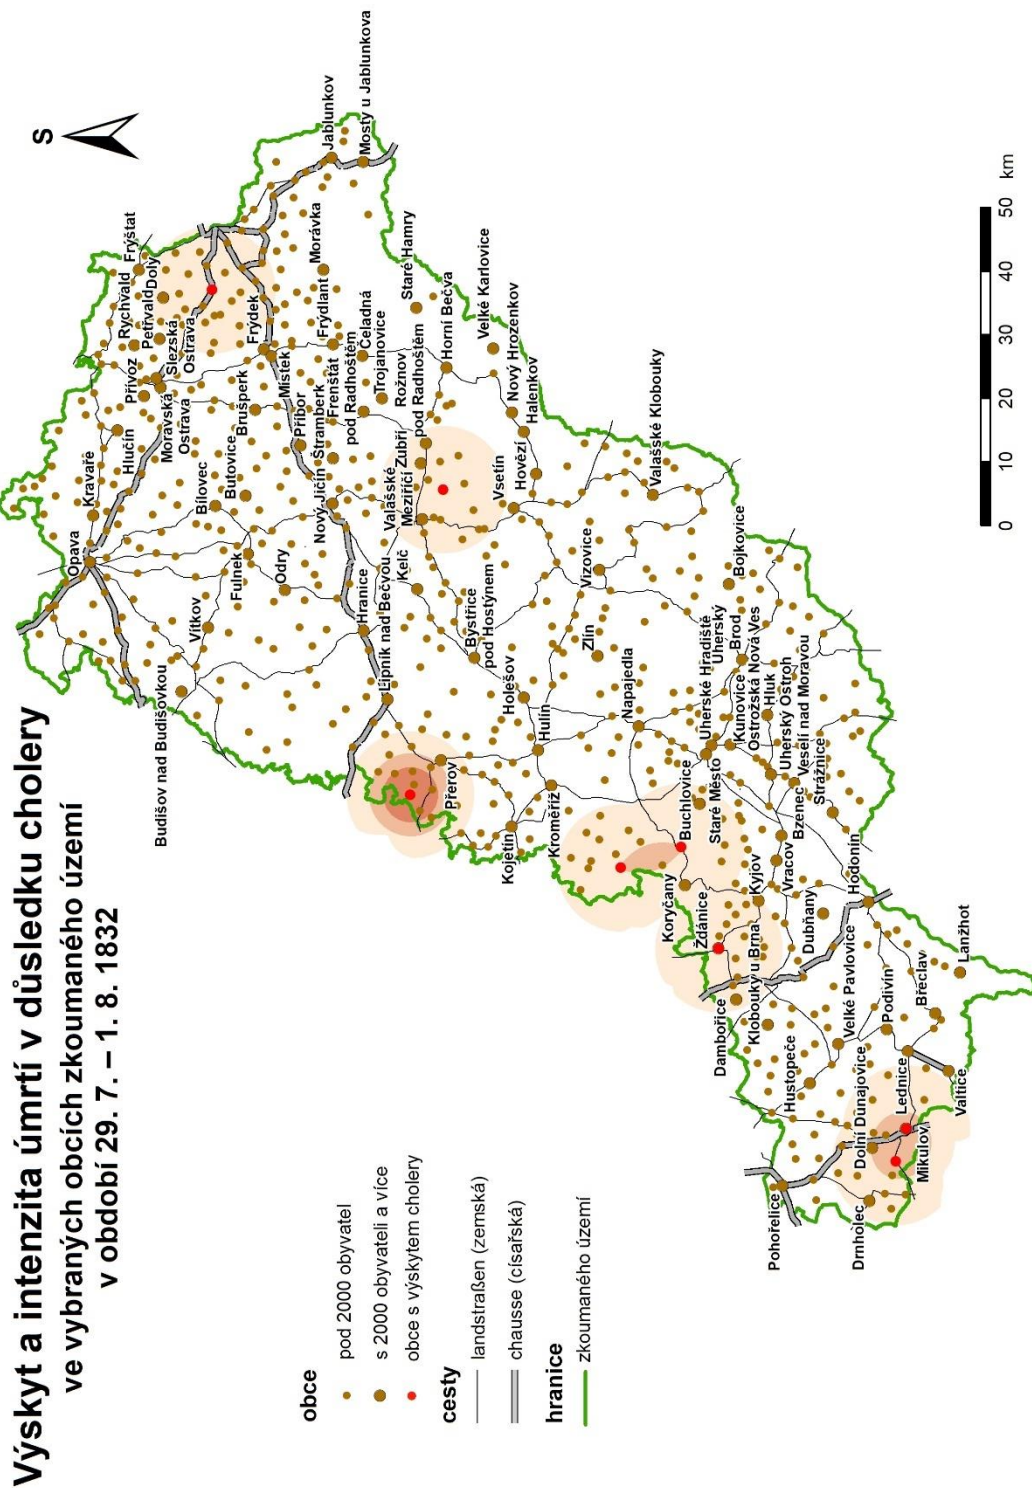 Výskyt a intenzita úmrtí v důsledku cholery
ve vybraných obcích zkoumaného území
v období 29. 7. – 1. 8. 1832
S
obce
pod 2000 obyvatel
s 2000 obyvateli a více
obce s výskytem cholery
cesty
landstraßen (zemská)
chausse (císařská)
hranice
zkoumaného území
0 10 20 30 40 50 km
Opava
Kravaře
Hlučín
Přívoz
Rychvald
Petřvald
Doly
Fryštat
Moravská
Ostrava
Slezská
Ostrava
Budišov nad Budišovkou
Vítkov
Bílovec
Butovice
Fulnek
Odry
Brušperk
Frýdek
Místek
Příbor
Nový Jičín
Štramberk
Frenštát
pod Radhoštěm
Frýdlant
Morávka
Jablunkov
Mosty u Jablunkova
Čeladná
Trojanovice
Staré Hamry
Rožnov
pod Radhoštěm
Zubří
Horní Bečva
Hranice
Lipník nad Bečvou
Kelč
Valašské
Meziříčí
Velké Karlovice
Nový Hrozenkov
Halenkov
Hovězí
Vsetín
Bystřice
pod Hostýnem
Holešov
Přerov
Kojetín
Kroměříž
Hulín
Zlín
Vizovice
Valašské Klobouky
Napajedla
Bojkovice
Uherské Hradiště
Uherský
Brod
Kunovice
Ostrožská Nová Ves
Hluk
Uherský Ostroh
Veselí nad Moravou
Strážnice
Buchlovice
Staré Město
Bzenec
Vracov
Kyjov
Koryčany
Ždánice
Dubňany
Hodonín
Klobouky u Brna
Dambořice
Hustopeče
Velké Pavlovice
Podivín
Břeclav
Lanžhot
Pohořelice
Drnholec
Dolní Dunajovice
Lednice
Mikulov
Valtice